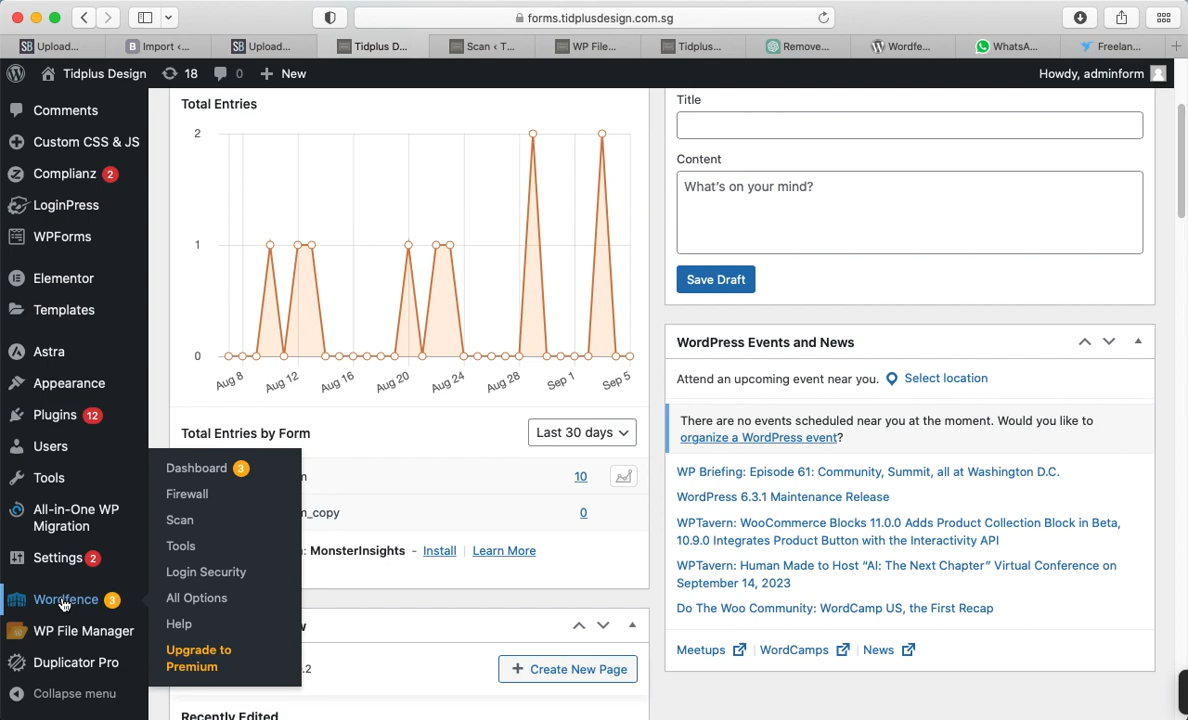 forms.tidplusdesign.com.sg
Upload...
Import <...
Upload...
Tidplus D...
Scan < T...
WP File...
Tidplus...
Remove...
Wordfe...
WhatsA...
Freelan...
Tidplus Design
18
0
New
Howdy, adminform
Comments
Custom CSS & JS
Complianz 2
LoginPress
WPForms
Elementor
Templates
Astra
Appearance
Plugins 12
Users
Tools
All-in-One WP
Migration
Settings 2
Wordfence 3
WP File Manager
Duplicator Pro
Collapse menu
Dashboard 3
Firewall
Scan
Tools
Login Security
All Options
Help
Upgrade to
Premium
Total Entries
2
1
0
Aug 8
Aug 12
Aug 16
Aug 20
Aug 24
Aug 28
Sep 1
Sep 5
Total Entries by Form
Last 30 days
10
_copy
0
MonsterInsights - Install | Learn More
Create New Page
Recently Edited
Title
Content
What's on your mind?
Save Draft
WordPress Events and News
Attend an upcoming event near you. Select location
There are no events scheduled near you at the moment. Would you like to
organize a WordPress event?
WP Briefing: Episode 61: Community, Summit, all at Washington D.C.
WordPress 6.3.1 Maintenance Release
WPTavern: WooCommerce Blocks 11.0.0 Adds Product Collection Block in Beta,
10.9.0 Integrates Product Button with the Interactivity API
WPTavern: Human Made to Host “AI: The Next Chapter” Virtual Conference on
September 14, 2023
Do The Woo Community: WordCamp US, the First Recap
Meetups
WordCamps
News